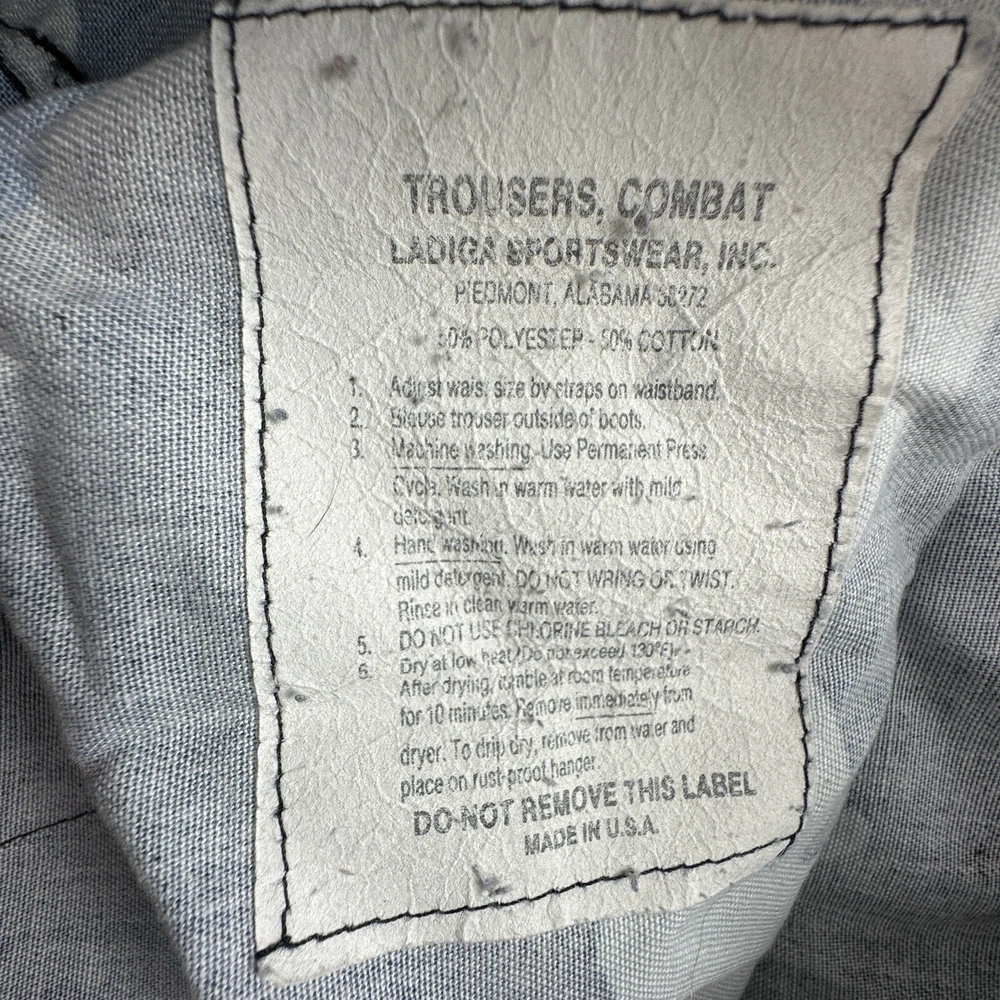 TROUSERS, COMBAT
LADIGA SPORTSWEAR, INC.
PIEDMONT, ALABAMA 36272
50% POLYESTER - 50% COTTON
1. Adjust waist size by straps on waistband.
2. Blouse trouser outside of boots.
3. Machine washing. Use Permanent Press
Cycle. Wash in warm water with mild
detergent.
4. Hand washing. Wash in warm water using
mild detergent. DO NOT WRING OR TWIST.
Rinse in clean warm water.
5. DO NOT USE CHLORINE BLEACH OR STARCH.
6. Dry at low heat (Do not exceed 130°F).
After drying, tumble at room temperature
for 10 minutes. Remove immediately from
dryer. To drip dry, remove from water and
place on rust-proof hanger.
DO NOT REMOVE THIS LABEL
MADE IN U.S.A.